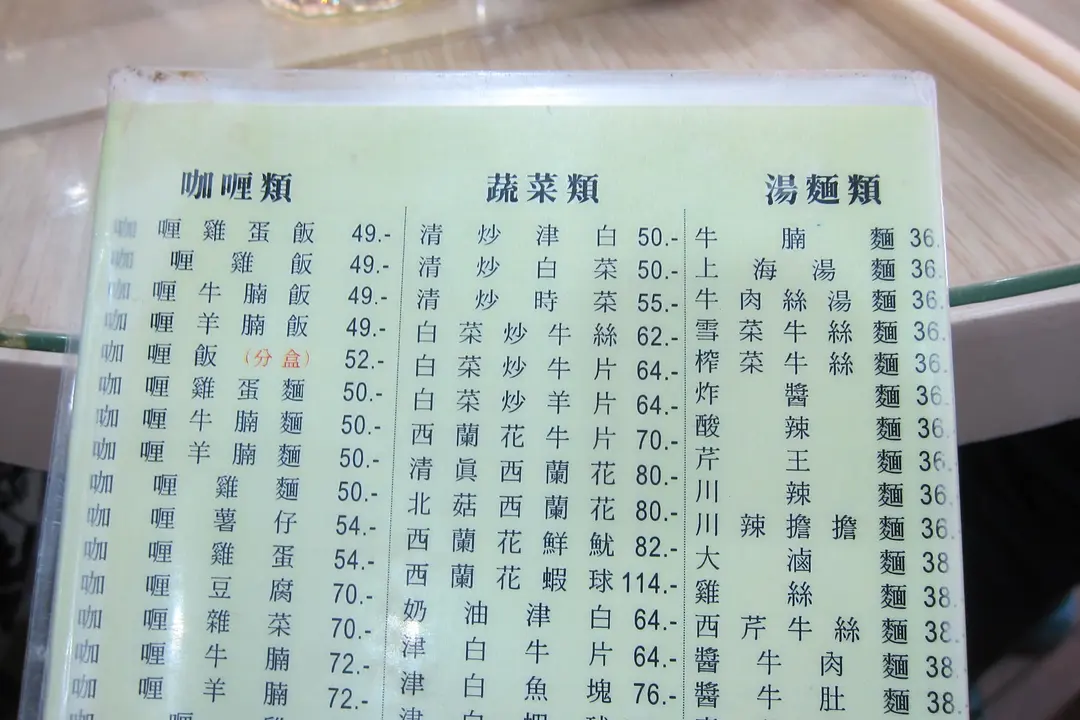 咖喱類
咖喱雞蛋飯 49.-
咖喱雞飯 49.-
咖喱牛腩飯 49.-
咖喱羊腩飯 49.-
咖喱飯(分盒) 52.-
咖喱雞蛋麵 50.-
咖喱牛腩麵 50.-
咖喱羊腩麵 50.-
咖喱雞麵 50.-
咖喱薯仔 54.-
咖喱雞蛋 54.-
咖喱豆腐 70.-
咖喱雜菜 70.-
咖喱牛腩 72.-
咖喱羊腩 72.-
蔬菜類
清炒津白 50.-
清炒白菜 50.-
清炒時菜 55.-
白菜炒牛絲 62.-
白菜炒牛片 64.-
白菜炒羊片 64.-
西蘭花牛片 70.-
清眞西蘭花 80.-
北菇西蘭花 80.-
西蘭花鮮魷 82.-
西蘭花蝦球 114.-
奶油津白 64.-
津白牛片 64.-
津白魚塊 76.-
湯麵類
牛腩麵 36.
上海湯麵 36.
牛肉絲湯麵 36.
雪菜牛絲麵 36.
榨菜牛絲麵 36.
炸醬麵 36.
酸辣麵 36.
芹王麵 36.
川辣麵 36.
川辣擔擔麵 36.
大滷麵 38
雞絲麵 38.
西芹牛絲麵 38.
醬牛肉麵 38.
醬牛肚麵 38.